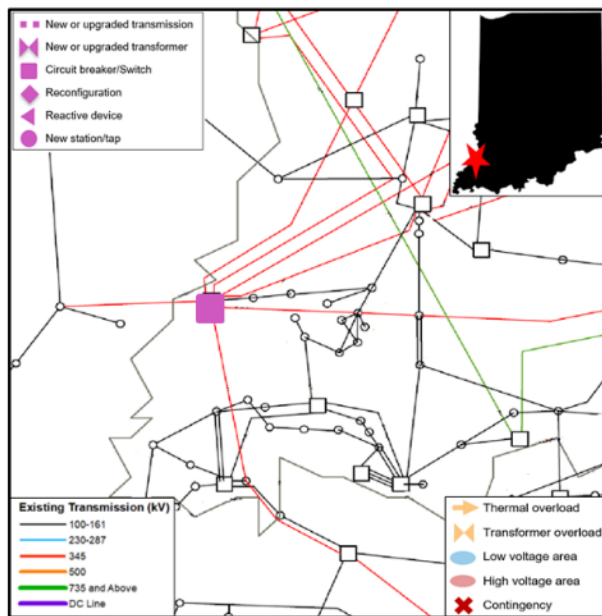 New or upgraded transmission
New or upgraded transformer
Circuit breaker/Switch
Reconfiguration
Reactive device
New station/tap
Existing Transmission (kV)
100-161
230-287
345
500
735 and Above
DC Line
Thermal overload
Transformer overload
Low voltage area
High voltage area
Contingency